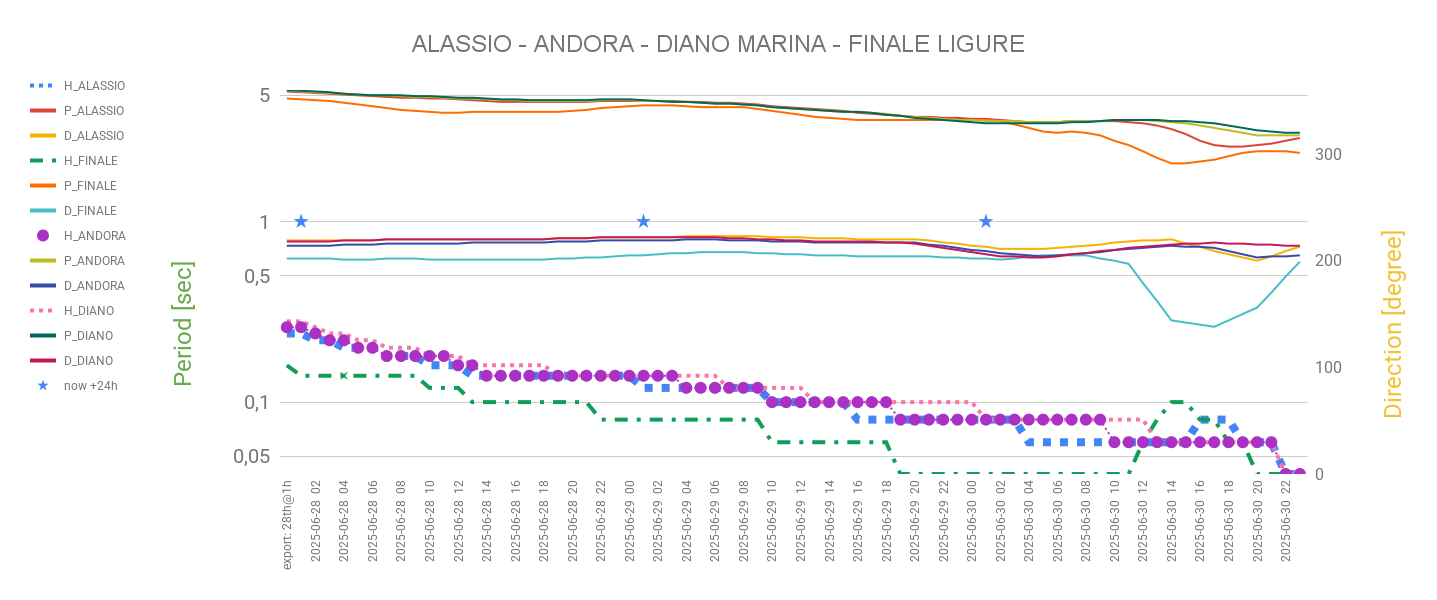 ALASSIO - ANDORA - DIANO MARINA - FINALE LIGURE
H_ALASSIO
P_ALASSIO
D_ALASSIO
H_FINALE
P_FINALE
D_FINALE
H_ANDORA
P_ANDORA
D_ANDORA
H_DIANO
P_DIANO
D_DIANO
now +24h
Period [sec]
5
1
0,5
0,1
0,05
300
200
100
0
Direction [degree]
export: 28th@1h
2025-06-28 02
2025-06-28 04
2025-06-28 06
2025-06-28 08
2025-06-28 10
2025-06-28 12
2025-06-28 14
2025-06-28 16
2025-06-28 18
2025-06-28 20
2025-06-28 22
2025-06-29 00
2025-06-29 02
2025-06-29 04
2025-06-29 06
2025-06-29 08
2025-06-29 10
2025-06-29 12
2025-06-29 14
2025-06-29 16
2025-06-29 18
2025-06-29 20
2025-06-29 22
2025-06-30 00
2025-06-30 02
2025-06-30 04
2025-06-30 06
2025-06-30 08
2025-06-30 10
2025-06-30 12
2025-06-30 14
2025-06-30 16
2025-06-30 18
2025-06-30 20
2025-06-30 22